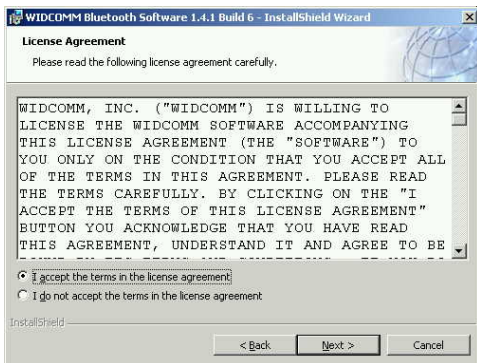 WIDCOMM Bluetooth Software 1.4.1 Build 6 - InstallShield Wizard
License Agreement
Please read the following license agreement carefully.
WIDCOMM, INC. ("WIDCOMM") IS WILLING TO
LICENSE THE WIDCOMM SOFTWARE ACCOMPANYING
THIS LICENSE AGREEMENT (THE "SOFTWARE") TO
YOU ONLY ON THE CONDITION THAT YOU ACCEPT ALL
OF THE TERMS IN THIS AGREEMENT. PLEASE READ
THE TERMS CAREFULLY. BY CLICKING ON THE "I
ACCEPT THE TERMS OF THIS LICENSE AGREEMENT"
BUTTON YOU ACKNOWLEDGE THAT YOU HAVE READ
THIS AGREEMENT, UNDERSTAND IT AND AGREE TO BE
I accept the terms in the license agreement
I do not accept the terms in the license agreement
InstallShield
< Back Next > Cancel